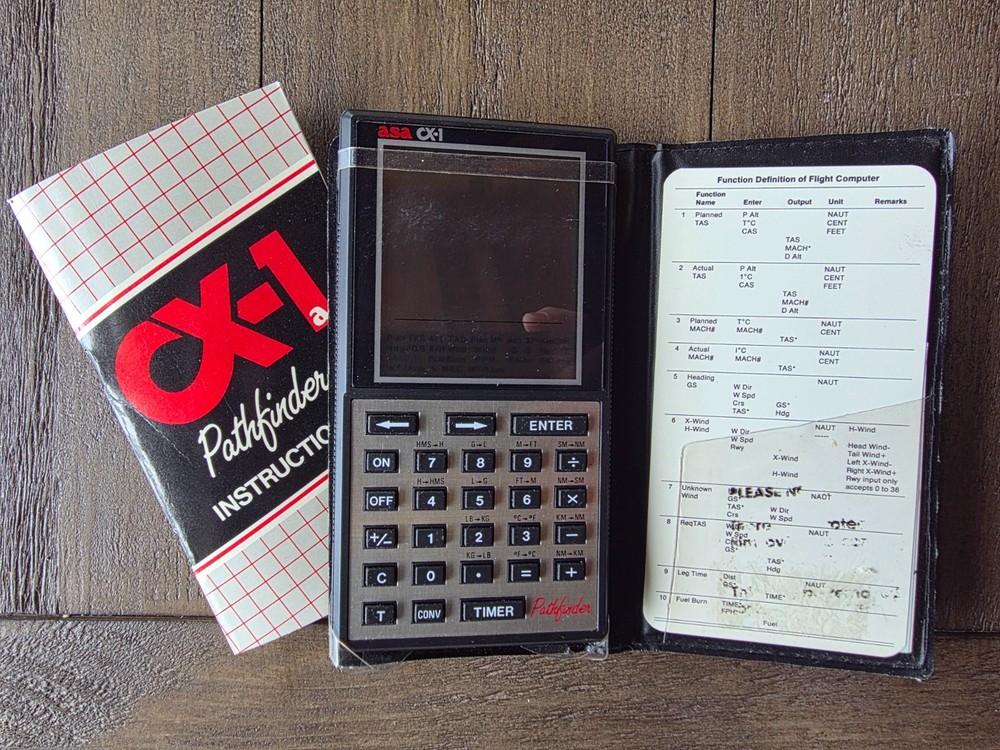 CX-1
a
Pathfinder
INSTRUCTIO
asa CX-1
← → ENTER
HMS→H G→L M→FT SM→NM
ON 7 8 9 ÷
H→HMS L→G FT→M NM→SM
OFF 4 5 6 ×
LB→KG °C→°F KM→NM
+/− 1 2 3 −
KG→LB °F→°C NM→KM
C 0 • = +
T CONV TIMER Pathfinder
Function Definition of Flight Computer
Function Name Enter Output Unit Remarks
1 Planned TAS P Alt NAUT
T°C CENT
CAS FEET
TAS
MACH*
D Alt
2 Actual TAS P Alt NAUT
1°C CENT
CAS FEET
TAS
MACH#
D Alt
3 Planned MACH# T°C NAUT
MACH# CENT
TAS*
4 Actual MACH# I°C NAUT
MACH# CENT
TAS*
5 Heading GS W Dir NAUT
W Spd
Crs GS*
TAS* Hdg
6 X-Wind H-Wind W Dir NAUT H-Wind
W Spd
Rwy Head Wind-
Tail Wind+
X-Wind Left X-Wind-
Right X-Wind+
H-Wind Rwy input only
accepts 0 to 36
7 Unknown Wind PLEASE
GS* NAUT
TAS* W Dir
Crs W Spd
8 ReqTAS NAUT
W Spd
GS*
TAS*
Hdg
9 Leg Time Dist NAUT
GS*
TIME*
10 Fuel Burn TIME*
FPH
Fuel